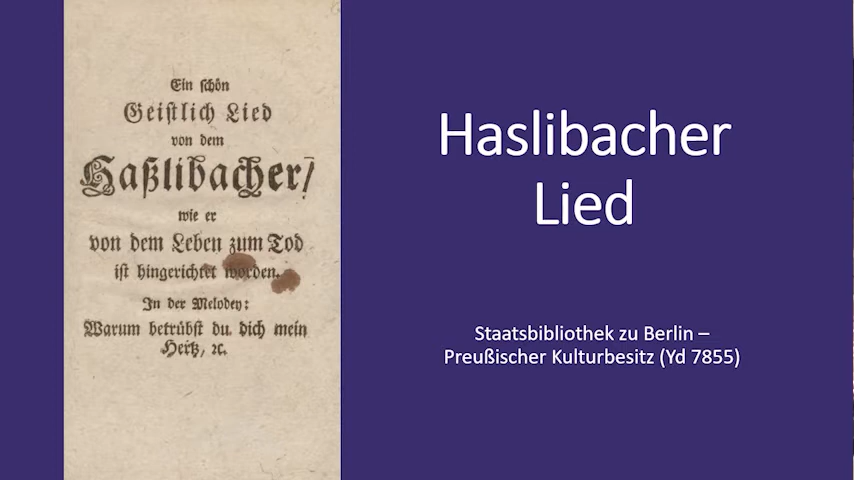 Ein schön
Geistlich Lied
von dem
Haßlibacher/
wie er
von dem Leben zum Tod
ist hingerichtet worden.
In der Melodey:
Warum betrübst du dich mein
Hertz, ꝛc.
Haslibacher
Lied
Staatsbibliothek zu Berlin –
Preußischer Kulturbesitz (Yd 7855)